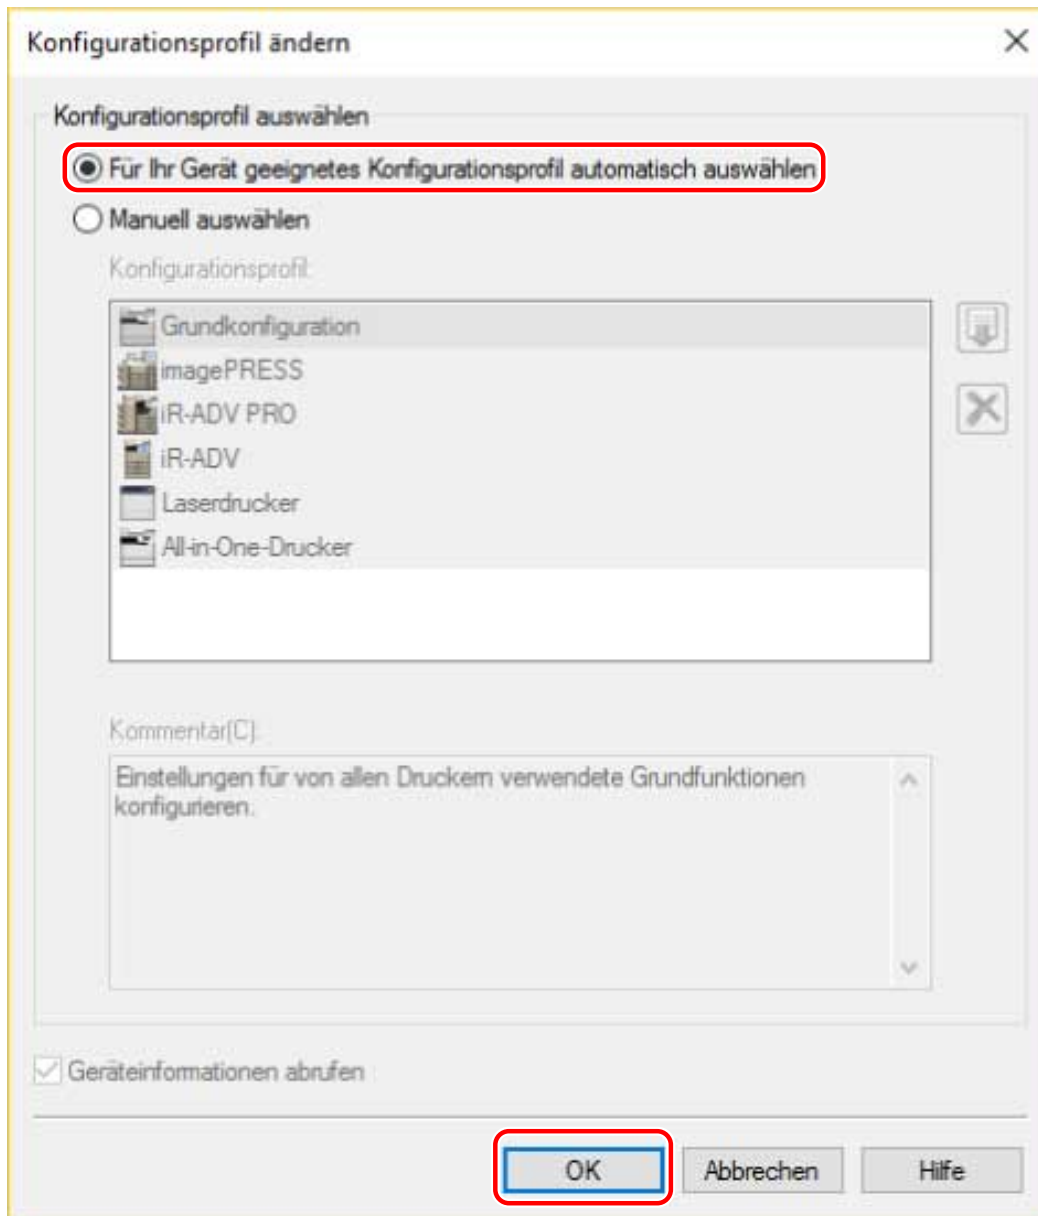 Konfigurationsprofil ändern
Konfigurationsprofil auswählen
Für Ihr Gerät geeignetes Konfigurationsprofil automatisch auswählen
Manuell auswählen
Konfigurationsprofil:
Grundkonfiguration
imagePRESS
iR-ADV PRO
iR-ADV
Laserdrucker
All-in-One-Drucker
Kommentar(C):
Einstellungen für von allen Druckern verwendete Grundfunktionen
konfigurieren.
Geräteinformationen abrufen
OK Abbrechen Hilfe